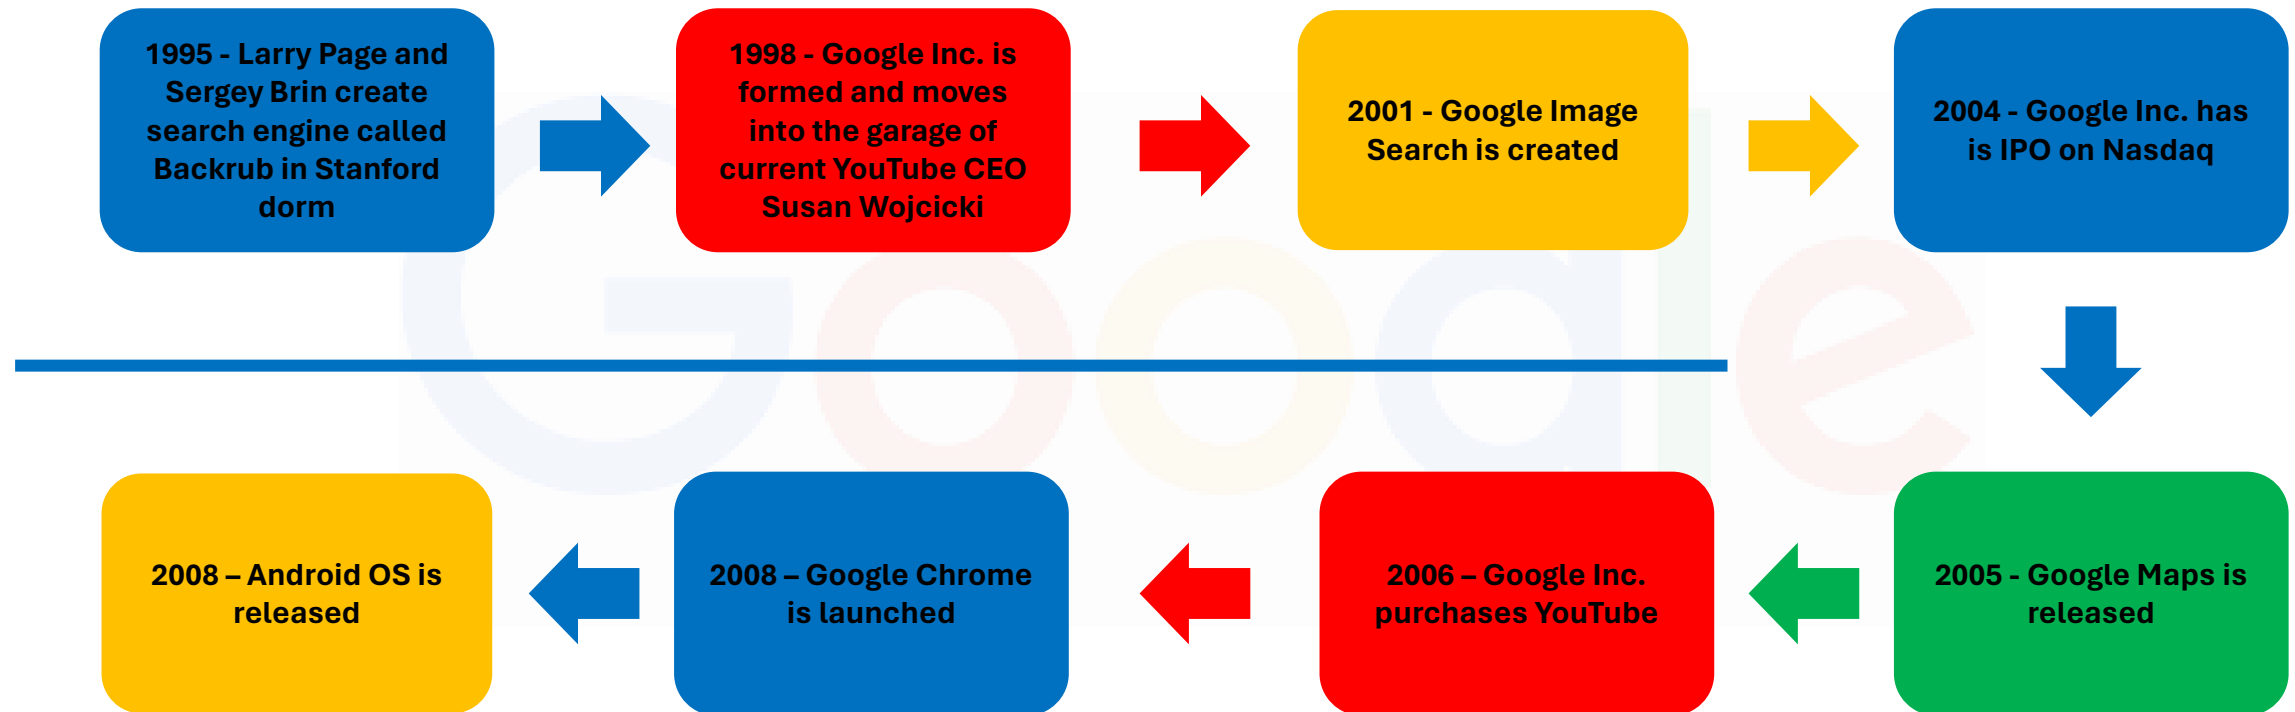 1995 - Larry Page and
Sergey Brin create
search engine called
Backrub in Stanford
dorm
1998 - Google Inc. is
formed and moves
into the garage of
current YouTube CEO
Susan Wojcicki
2001 - Google Image
Search is created
2004 - Google Inc. has
is IPO on Nasdaq
2005 - Google Maps is
released
2006 – Google Inc.
purchases YouTube
2008 – Google Chrome
is launched
2008 – Android OS is
released
Google